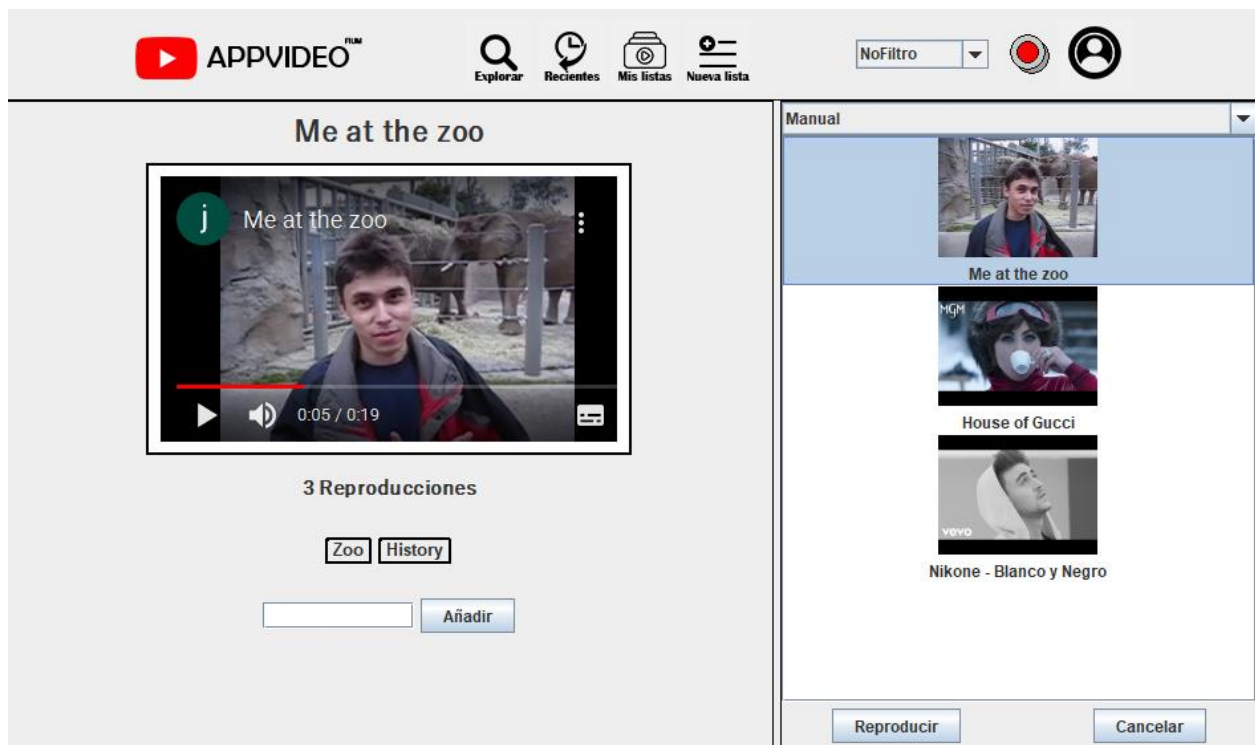 APPVIDEO
FILM
Explorar
Recientes
Mis listas
Nueva lista
NoFiltro
Me at the zoo
j
Me at the zoo
0:05 / 0:19
3 Reproducciones
Zoo
History
Añadir
Manual
Me at the zoo
MGM
House of Gucci
vevo
Nikone - Blanco y Negro
Reproducir
Cancelar